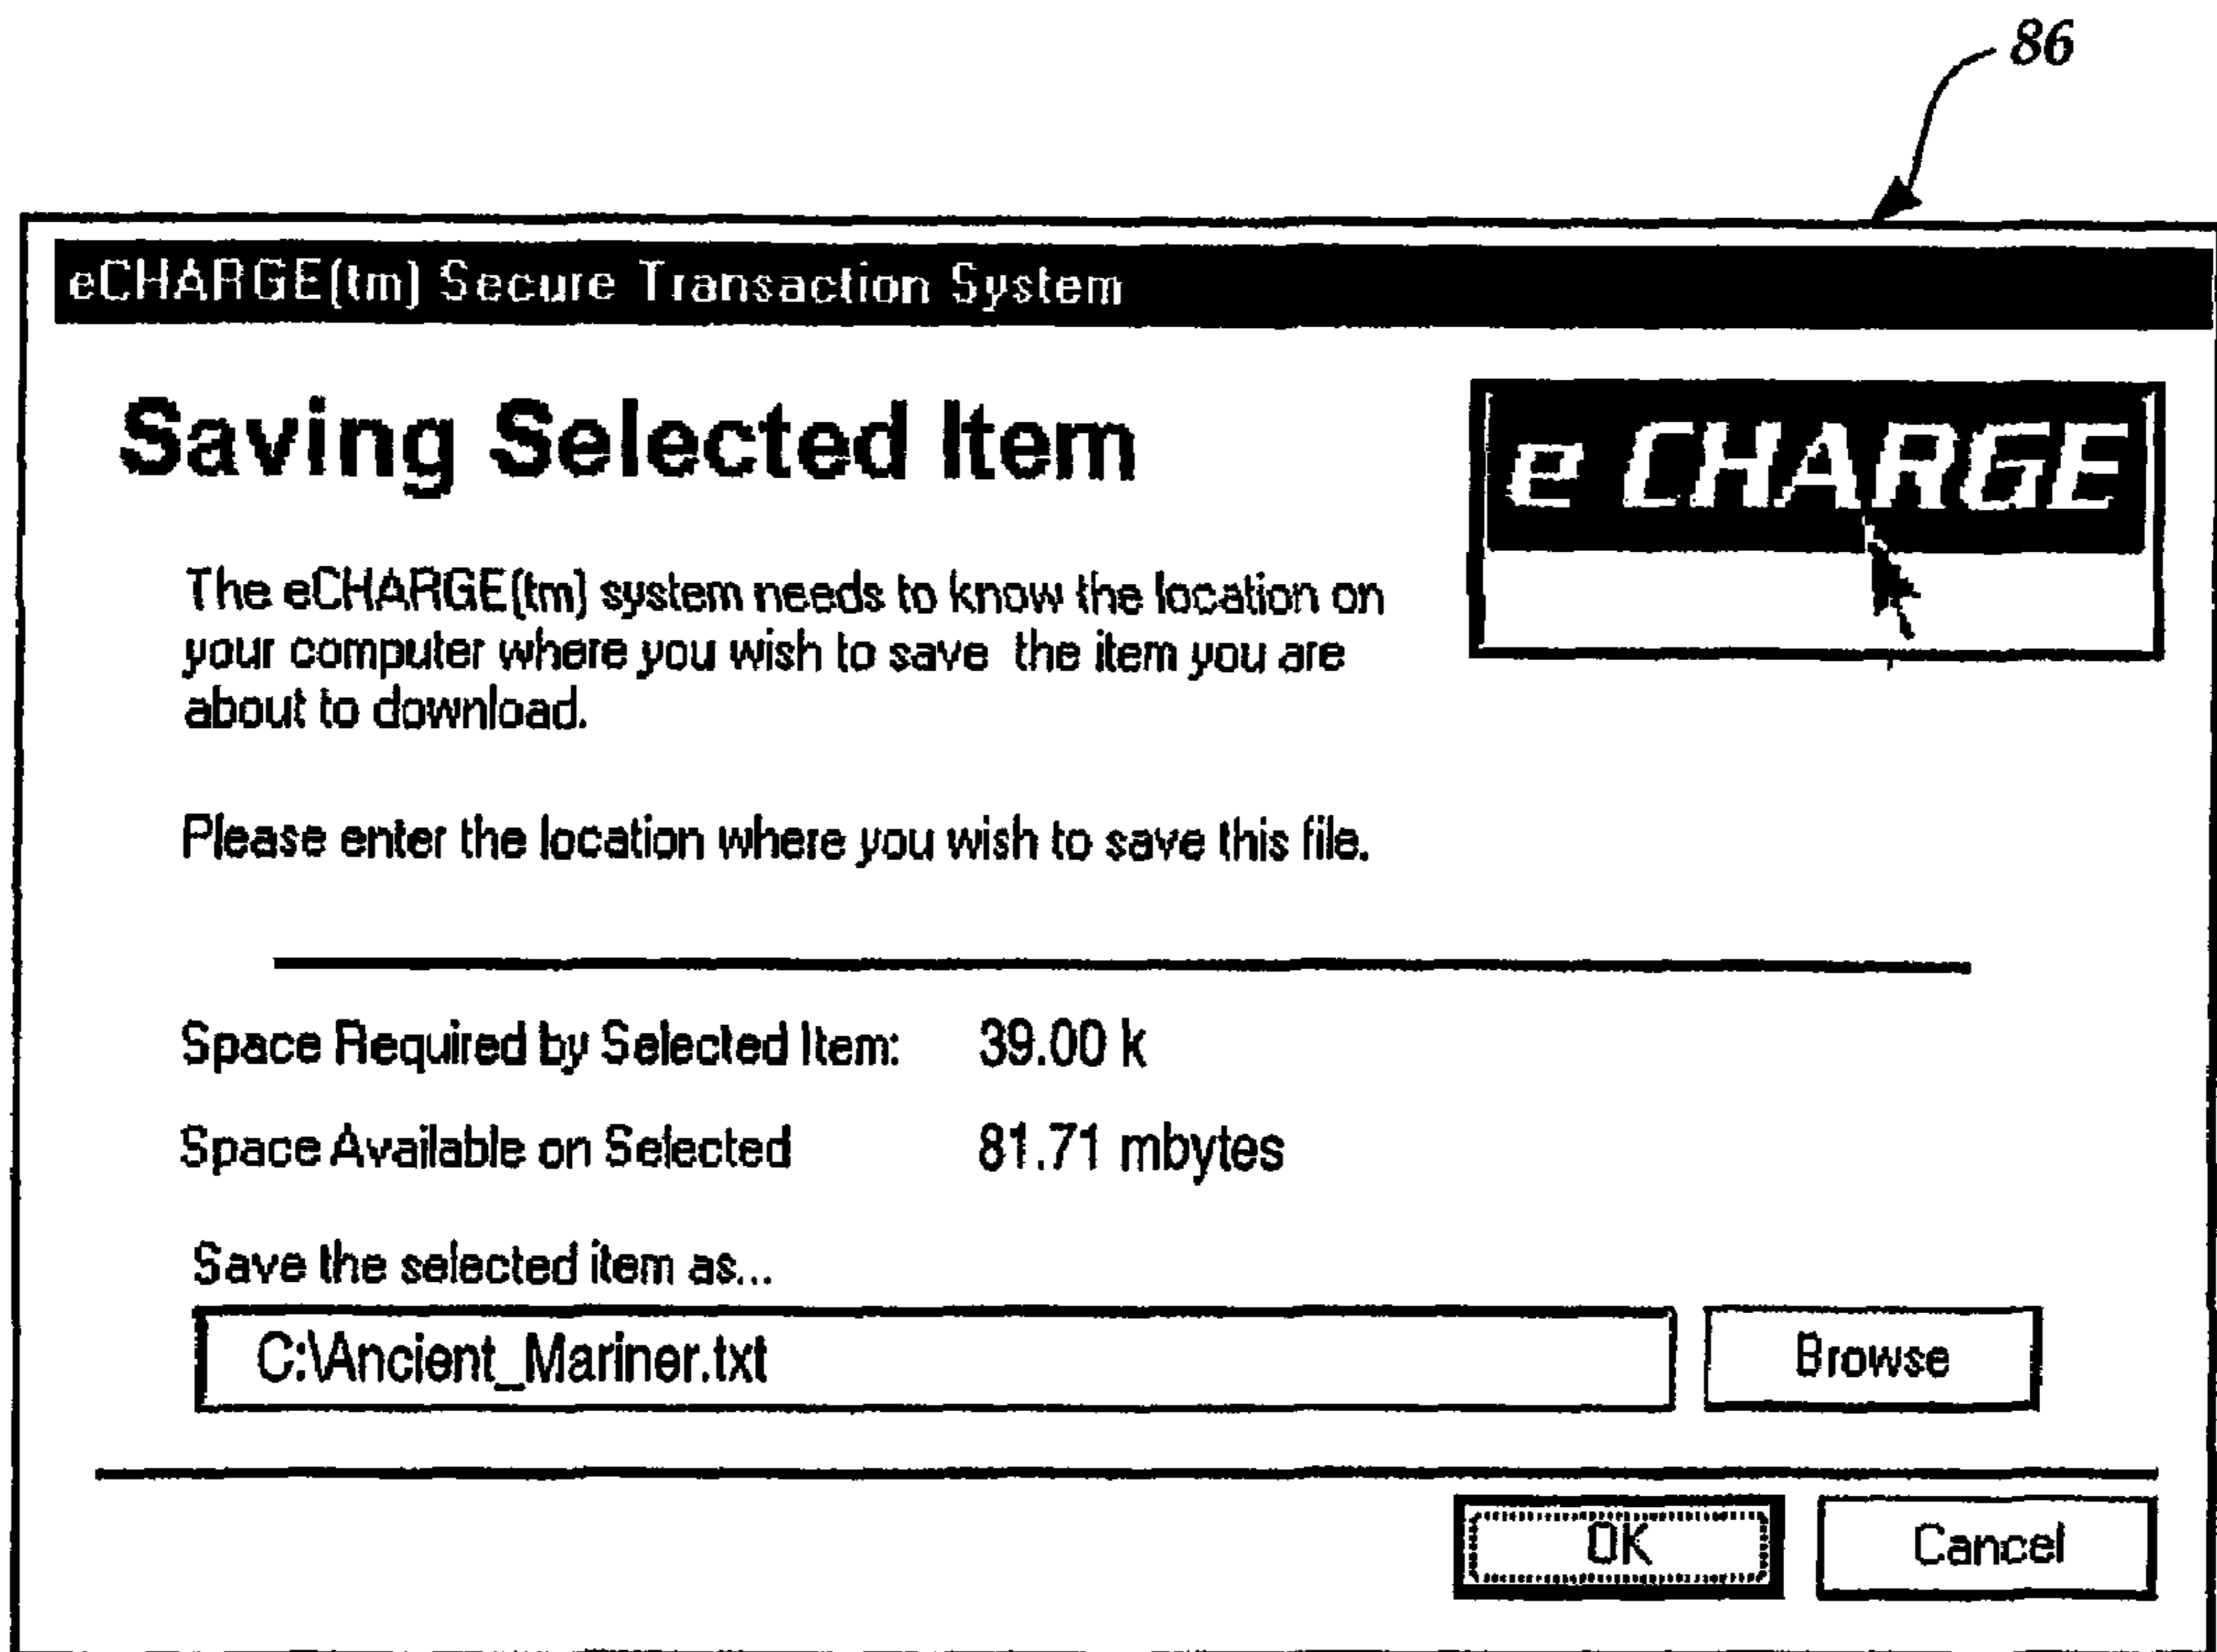 86
eCHARGE(tm) Secure Transaction System
Saving Selected Item
e CHARGE
The eCHARGE(tm) system needs to know the location on
your computer where you wish to save the item you are
about to download.
Please enter the location where you wish to save this file.
Space Required by Selected Item: 39.00 k
Space Available on Selected 81.71 mbytes
Save the selected item as...
C:\Ancient_Mariner.txt Browse
OK Cancel